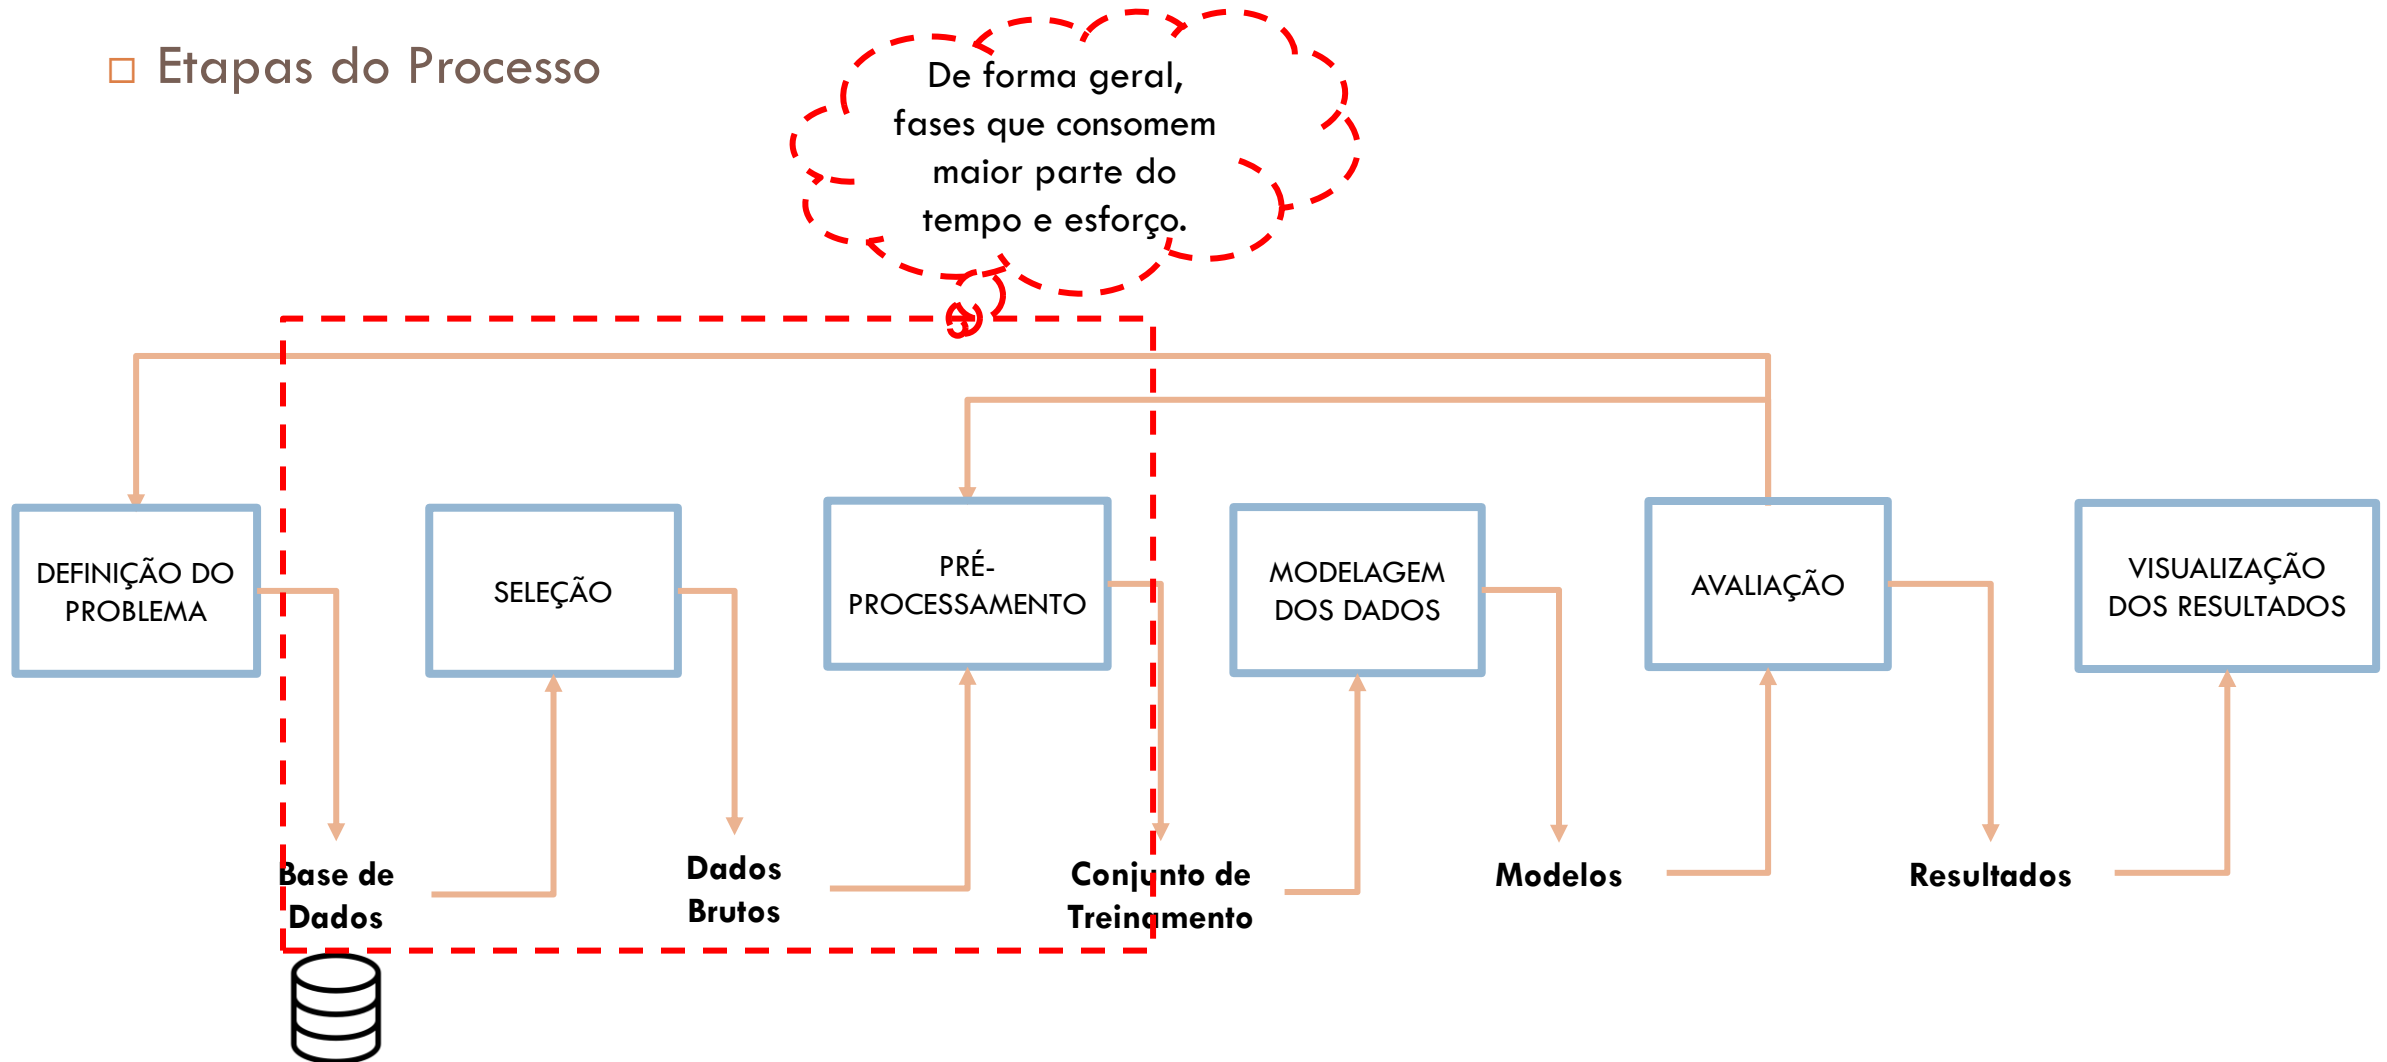 Etapas do Processo
De forma geral,
fases que consomem
maior parte do
tempo e esforço.
DEFINIÇÃO DO
PROBLEMA
SELEÇÃO
PRÉ-
PROCESSAMENTO
MODELAGEM
DOS DADOS
AVALIAÇÃO
VISUALIZAÇÃO
DOS RESULTADOS
Base de
Dados
Dados
Brutos
Conjunto de
Treinamento
Modelos
Resultados